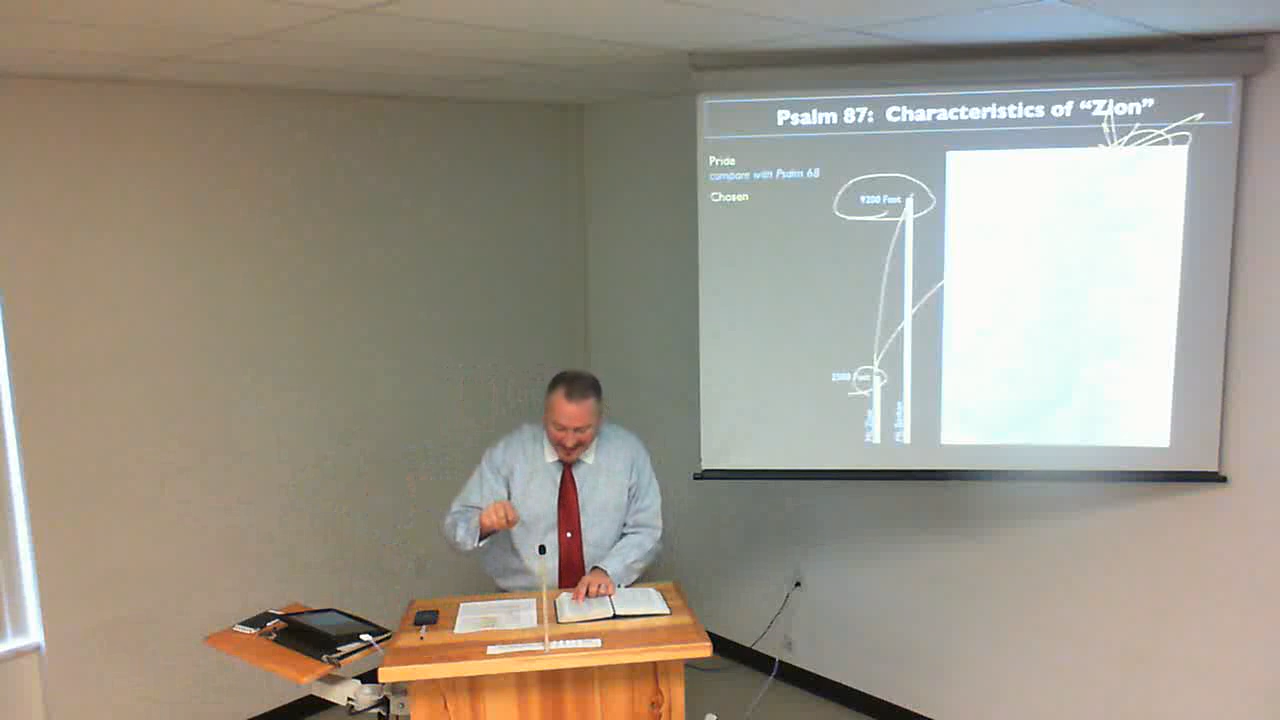 Psalm 87: Characteristics of “Zion”
Pride
compare with Psalm 68
Chosen
9200 Feet
2500 Feet